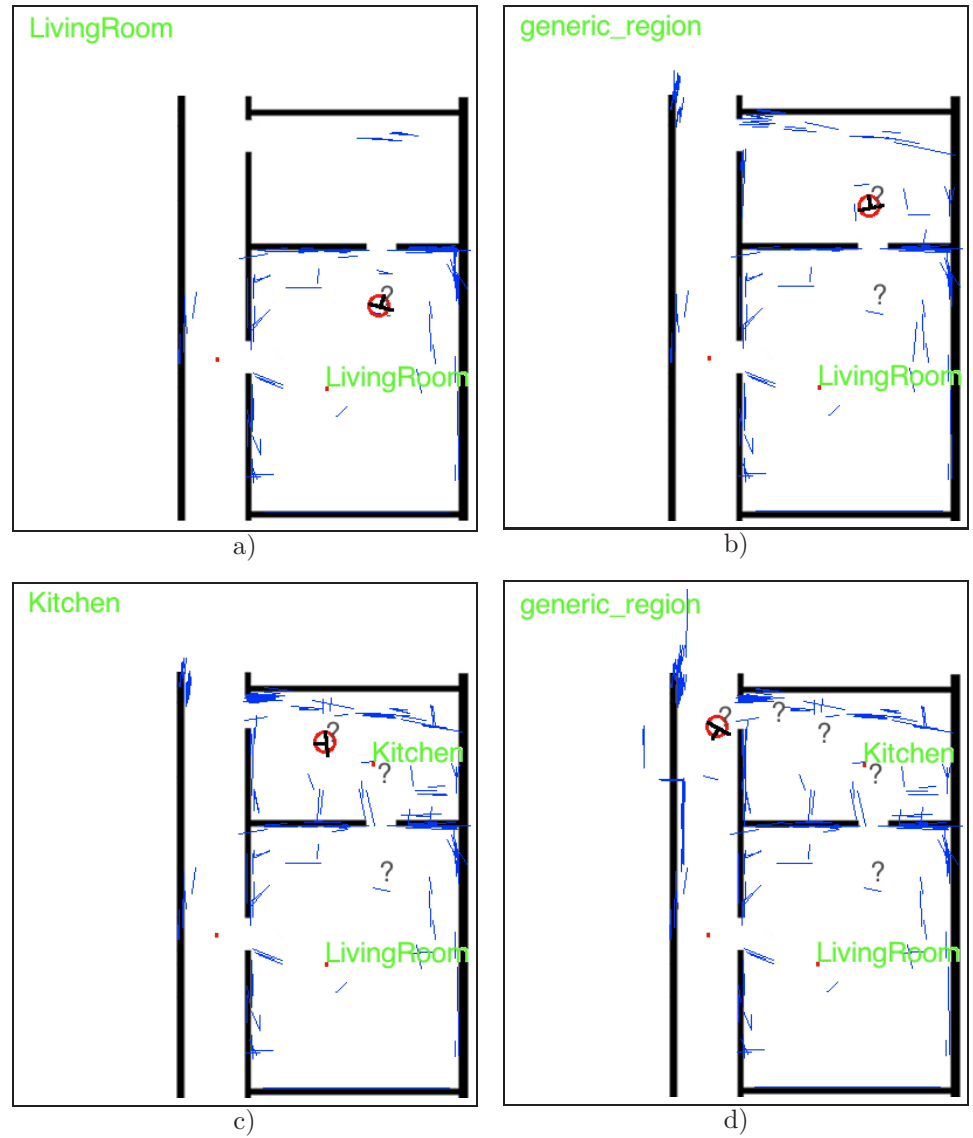 LivingRoom
?
LivingRoom
a)
generic_region
?
?
LivingRoom
b)
Kitchen
?
Kitchen
?
?
LivingRoom
c)
generic_region
?
?
?
Kitchen
?
?
LivingRoom
d)